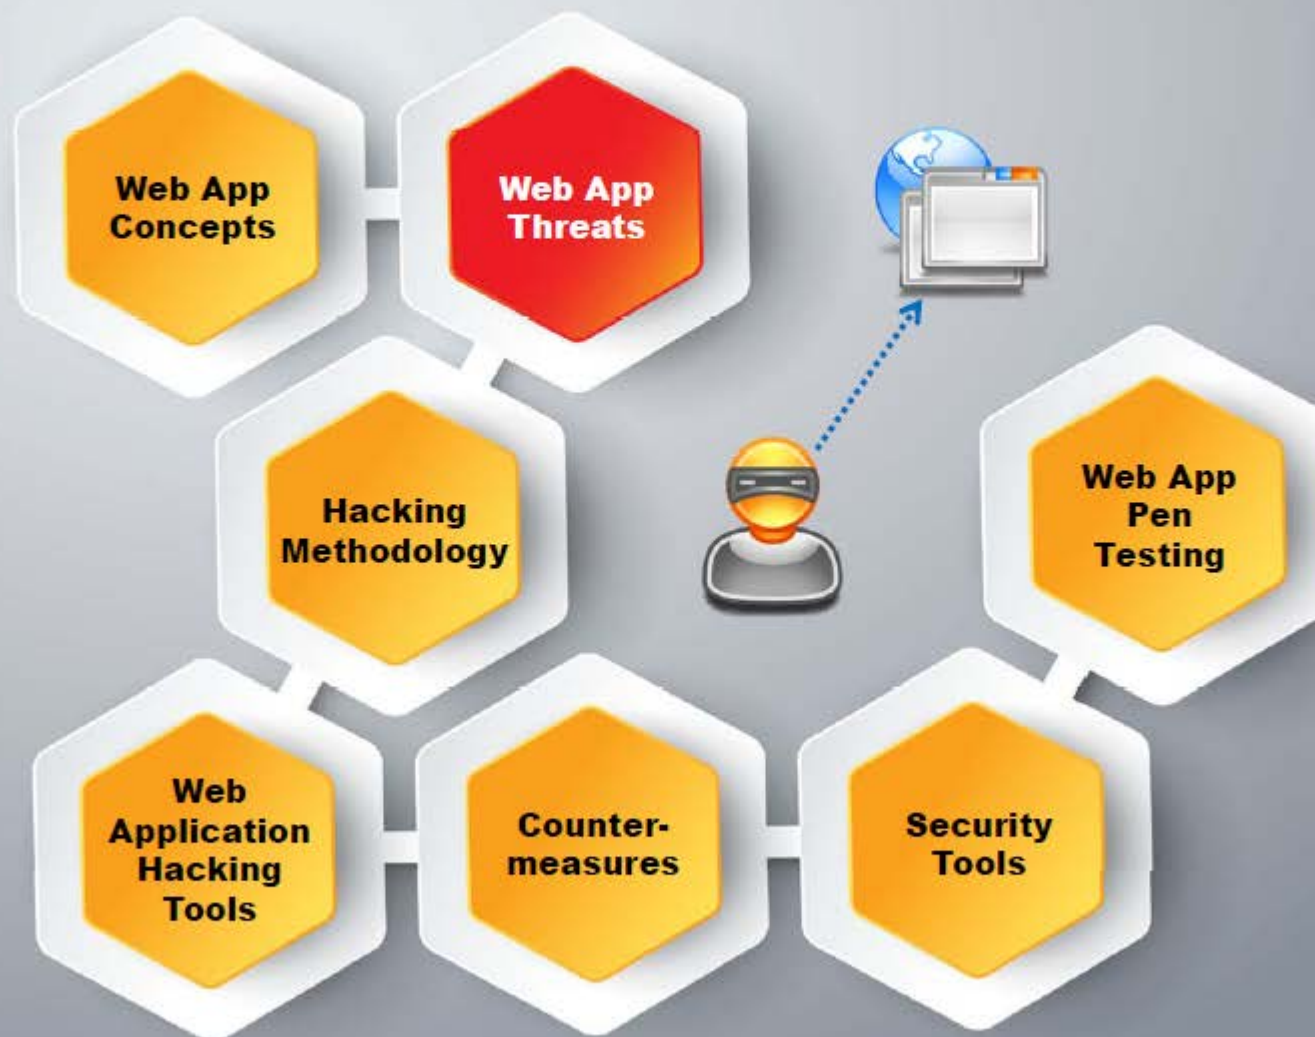 Web App
Concepts
Web App
Threats
Hacking
Methodology
Web App
Pen
Testing
Web
Application
Hacking
Tools
Counter-
measures
Security
Tools